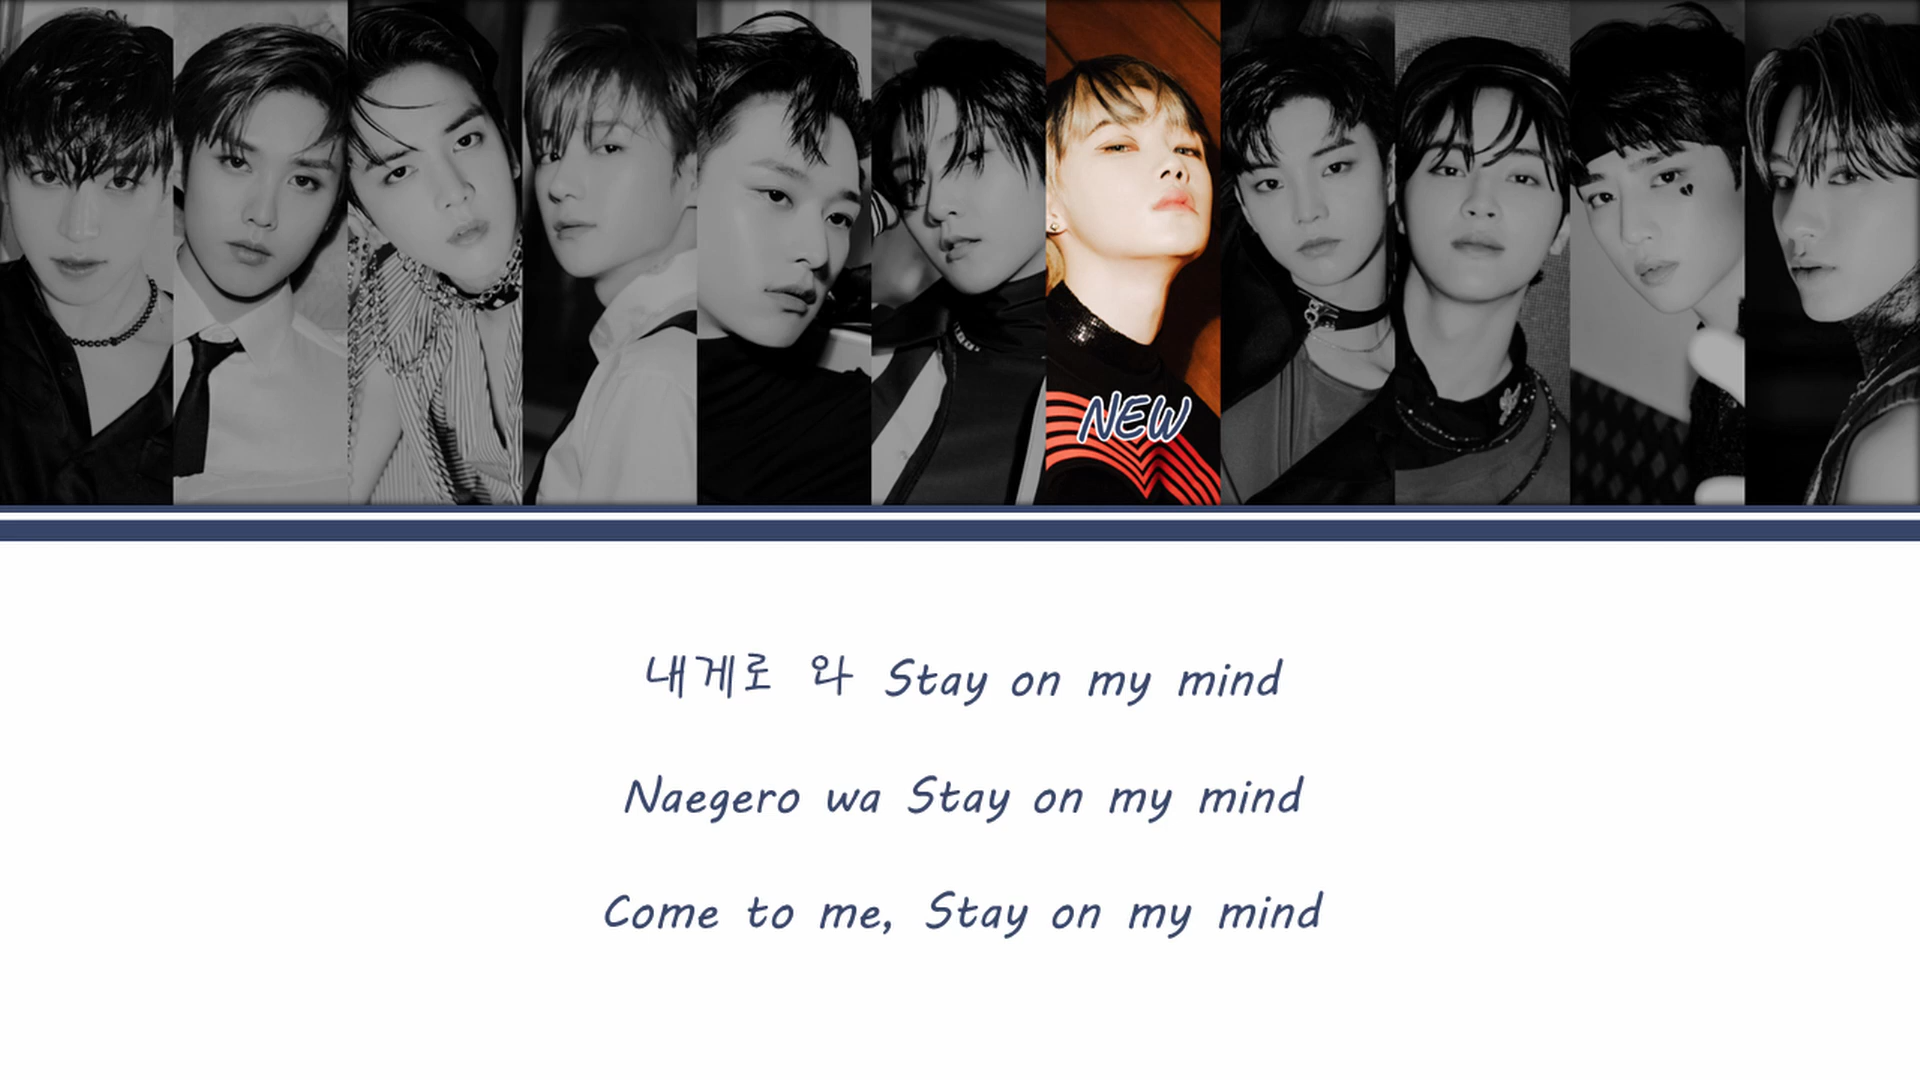 NEW
내게로 와 Stay on my mind
Naegero wa Stay on my mind
Come to me, Stay on my mind